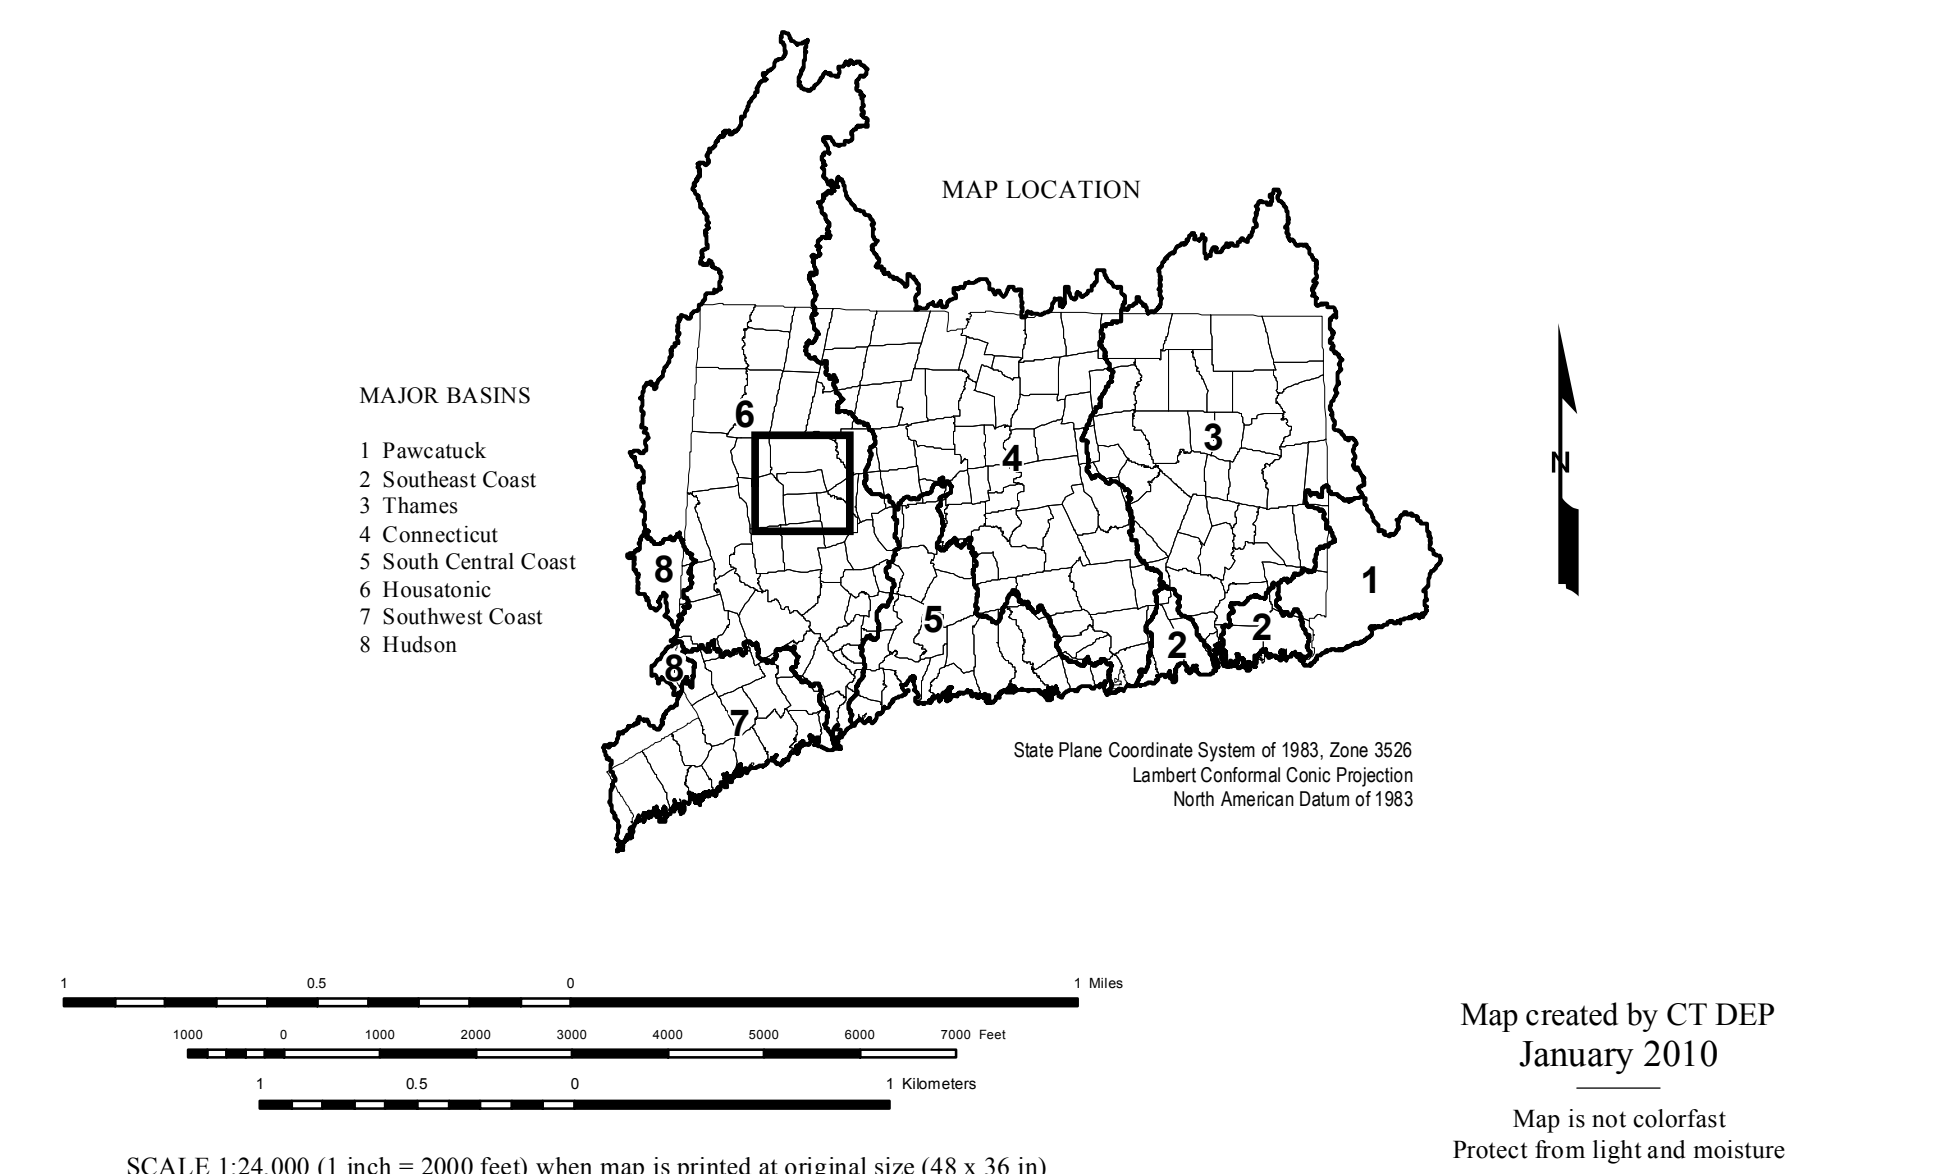 MAP LOCATION
MAJOR BASINS
1 Pawcatuck
2 Southeast Coast
3 Thames
4 Connecticut
5 South Central Coast
6 Housatonic
7 Southwest Coast
8 Hudson
6
3
4
N
8
1
5
2
2
8
7
State Plane Coordinate System of 1983, Zone 3526
Lambert Conformal Conic Projection
North American Datum of 1983
1 0.5 0 1 Miles
1000 0 1000 2000 3000 4000 5000 6000 7000 Feet
1 0.5 0 1 Kilometers
SCALE 1:24,000 (1 inch = 2000 feet) when map is printed at original size (48 x 36 in)
Map created by CT DEP
January 2010
Map is not colorfast
Protect from light and moisture